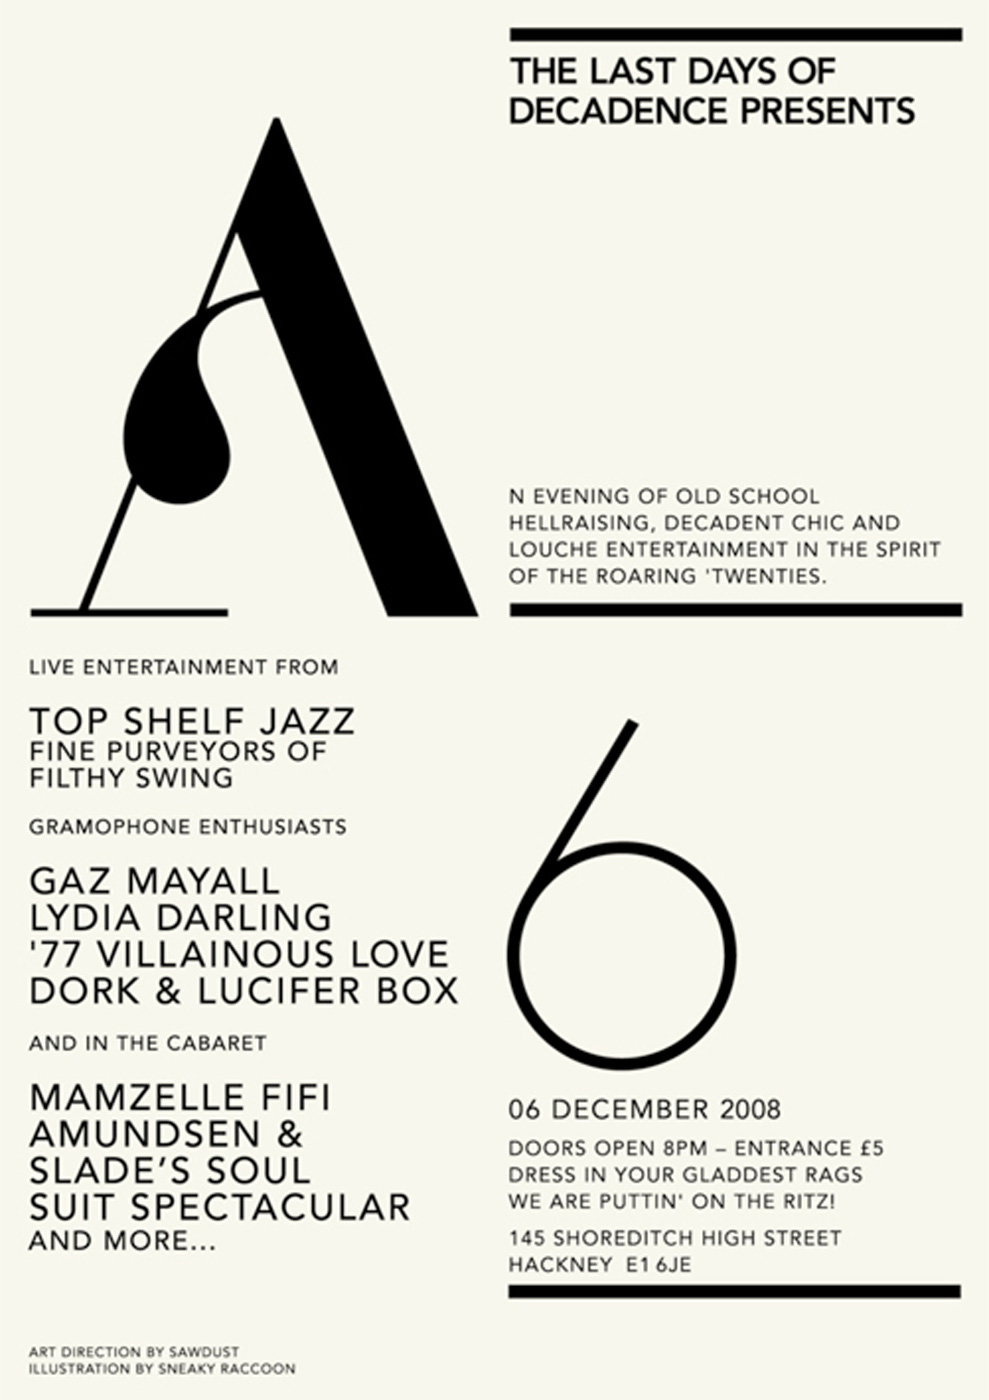 THE LAST DAYS OF
DECADENCE PRESENTS
A
N EVENING OF OLD SCHOOL
HELLRAISING, DECADENT CHIC AND
LOUCHE ENTERTAINMENT IN THE SPIRIT
OF THE ROARING 'TWENTIES.
LIVE ENTERTAINMENT FROM
TOP SHELF JAZZ
FINE PURVEYORS OF
FILTHY SWING
GRAMOPHONE ENTHUSIASTS
GAZ MAYALL
LYDIA DARLING
'77 VILLAINOUS LOVE
DORK & LUCIFER BOX
AND IN THE CABARET
MAMZELLE FIFI
AMUNDSEN &
SLADE’S SOUL
SUIT SPECTACULAR
AND MORE...
6
06 DECEMBER 2008
DOORS OPEN 8PM – ENTRANCE £5
DRESS IN YOUR GLADDEST RAGS
WE ARE PUTTIN' ON THE RITZ!
145 SHOREDITCH HIGH STREET
HACKNEY E1 6JE
ART DIRECTION BY SAWDUST
ILLUSTRATION BY SNEAKY RACCOON